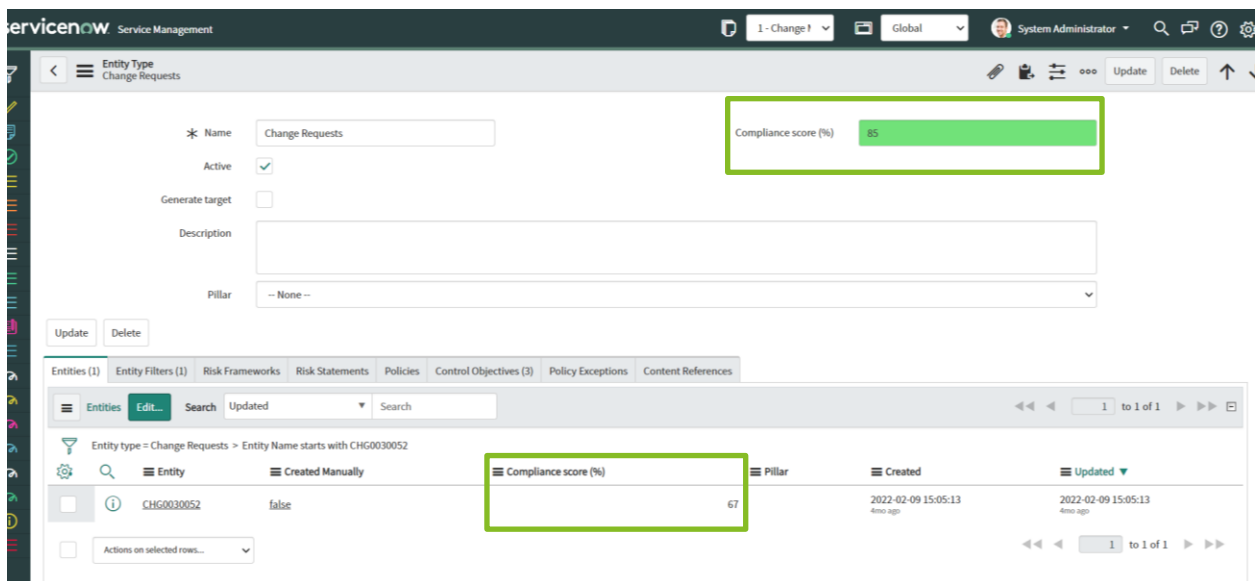 servicenow Service Management 1 - Change M Global System Administrator
Entity Type
Change Requests
Update Delete
Name Change Requests Compliance score (%) 85
Active
Generate target
Description
Pillar -- None --
Update Delete
Entities (1) Entity Filters (1) Risk Frameworks Risk Statements Policies Control Objectives (3) Policy Exceptions Content References
Entities Edit... Search Updated Search 1 to 1 of 1
Entity type = Change Requests > Entity Name starts with CHG0030052
Entity Created Manually Compliance score (%) Pillar Created Updated
CHG0030052 false 67 2022-02-09 15:05:13 2022-02-09 15:05:13
4mo ago 4mo ago
Actions on selected rows... 1 to 1 of 1